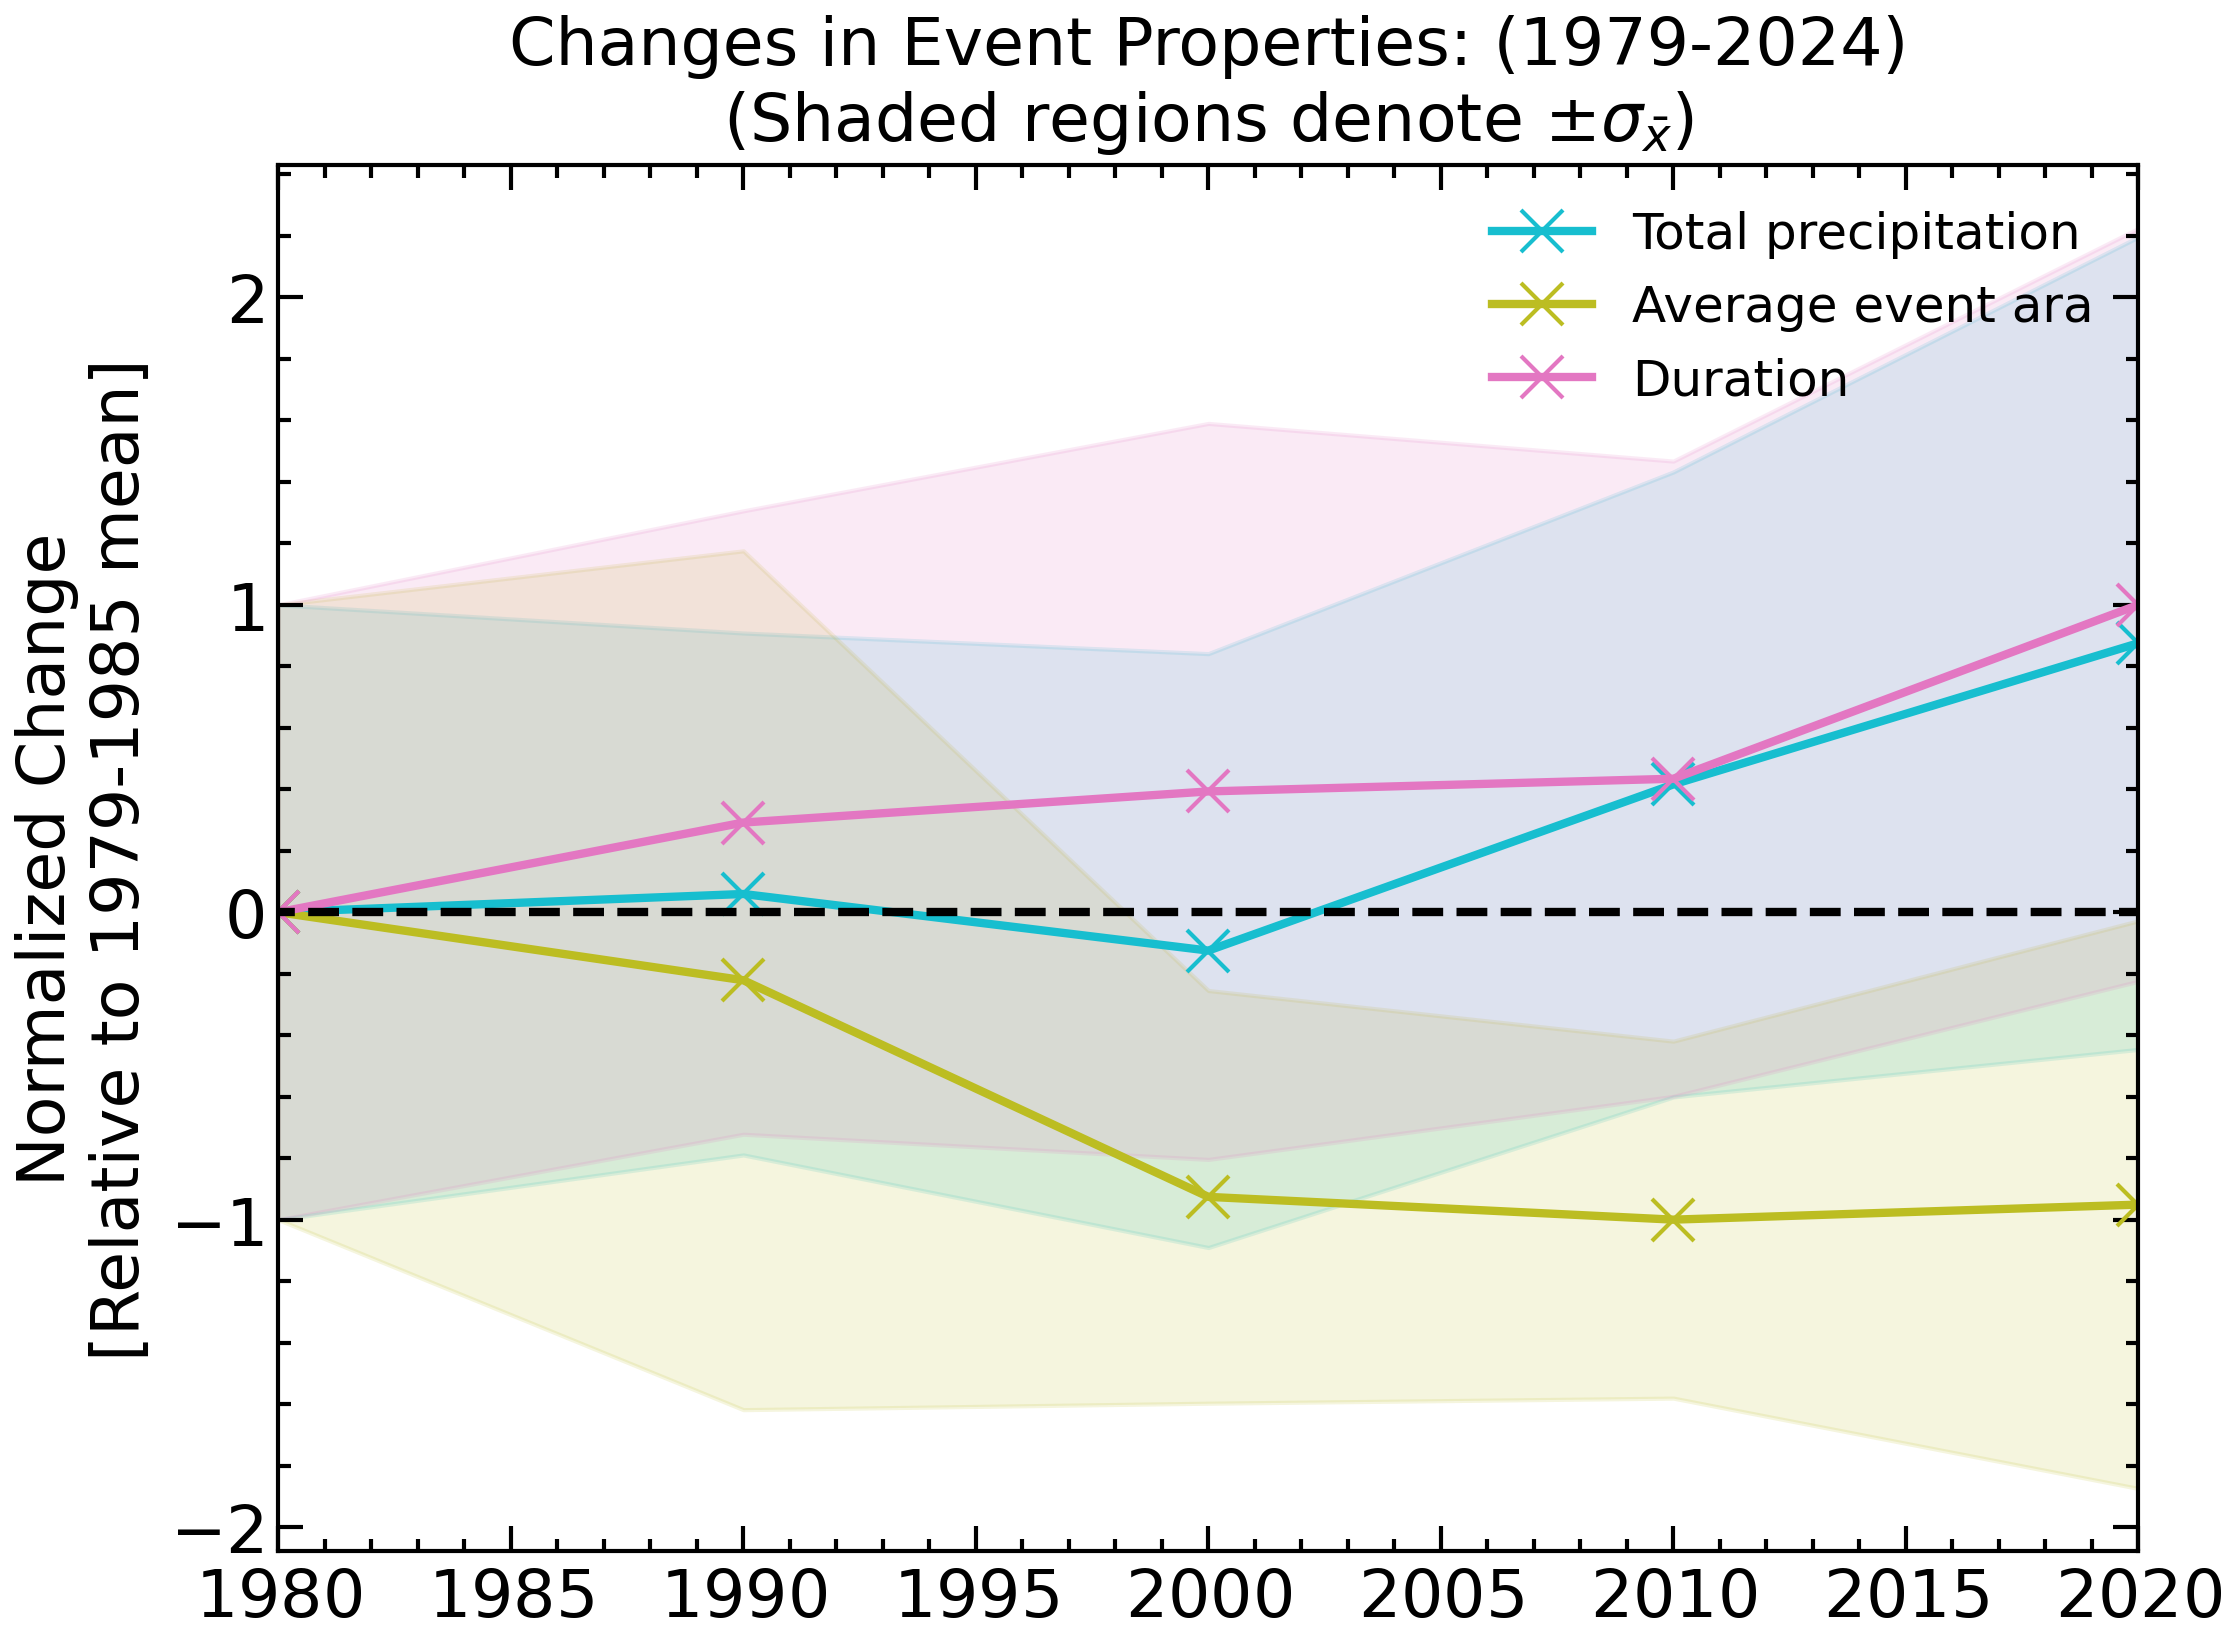 Changes in Event Properties: (1979-2024)
(Shaded regions denote ±σx̄)
Normalized Change
[Relative to 1979-1985 mean]
Total precipitation
Average event ara
Duration
2
1
0
−1
−2
1980 1985 1990 1995 2000 2005 2010 2015 2020